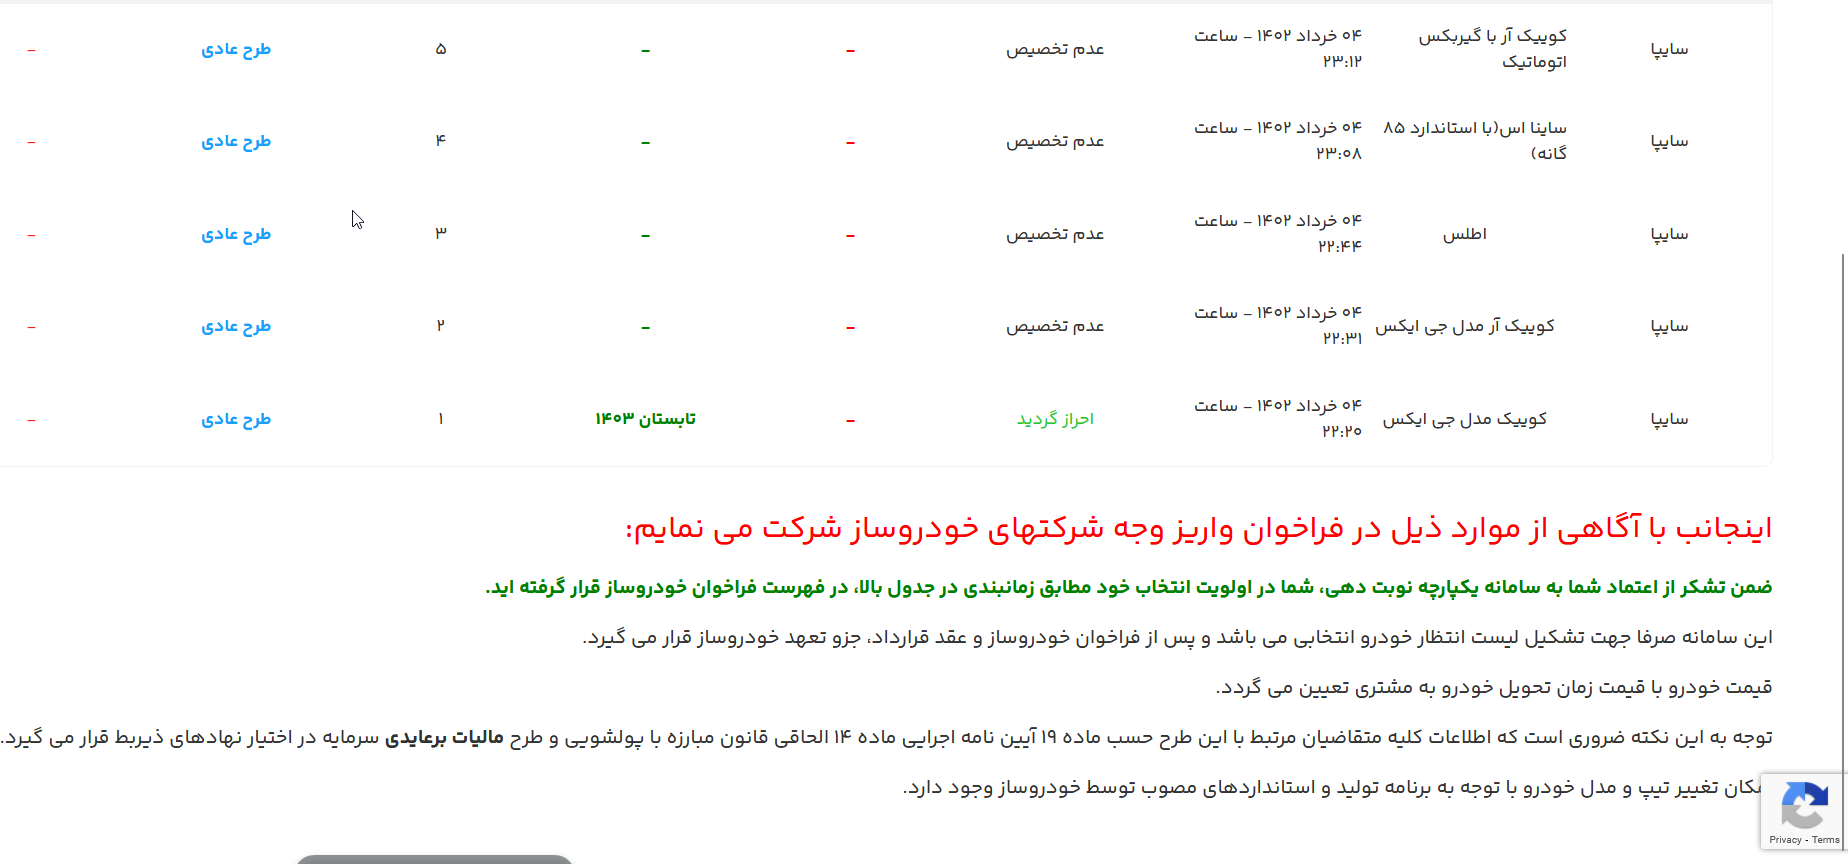 سایپا
کوییک آر با گیربکس
اتوماتیک
۰۴ خرداد ۱۴۰۲ - ساعت
۲۳:۱۲
عدم تخصیص
-
-
۵
طرح عادی
-
سایپا
ساینا اس(با استاندارد ۸۵
گانه)
۰۴ خرداد ۱۴۰۲ - ساعت
۲۳:۰۸
عدم تخصیص
-
-
۴
طرح عادی
-
سایپا
اطلس
۰۴ خرداد ۱۴۰۲ - ساعت
۲۲:۴۴
عدم تخصیص
-
-
۳
طرح عادی
-
سایپا
کوییک آر مدل جی ایکس
۰۴ خرداد ۱۴۰۲ - ساعت
۲۲:۳۱
عدم تخصیص
-
-
۲
طرح عادی
-
سایپا
کوییک مدل جی ایکس
۰۴ خرداد ۱۴۰۲ - ساعت
۲۲:۲۰
احراز گردید
-
تابستان ۱۴۰۳
۱
طرح عادی
-
اینجانب با آگاهی از موارد ذیل در فراخوان واریز وجه شرکتهای خودروساز شرکت می نمایم:
ضمن تشکر از اعتماد شما به سامانه یکپارچه نوبت دهی، شما در اولویت انتخاب خود مطابق زمانبندی در جدول بالا، در فهرست فراخوان خودروساز قرار گرفته اید.
این سامانه صرفا جهت تشکیل لیست انتظار خودرو انتخابی می باشد و پس از فراخوان خودروساز و عقد قرارداد، جزو تعهد خودروساز قرار می گیرد.
قیمت خودرو با قیمت زمان تحویل خودرو به مشتری تعیین می گردد.
توجه به این نکته ضروری است که اطلاعات کلیه متقاضیان مرتبط با این طرح حسب ماده ۱۹ آیین نامه اجرایی ماده ۱۴ الحاقی قانون مبارزه با پولشویی و طرح مالیات برعایدی سرمایه در اختیار نهادهای ذیربط قرار می گیرد.
تغییر تیپ و مدل خودرو با توجه به برنامه تولید و استانداردهای مصوب توسط خودروساز وجود دارد.
Privacy - Terms